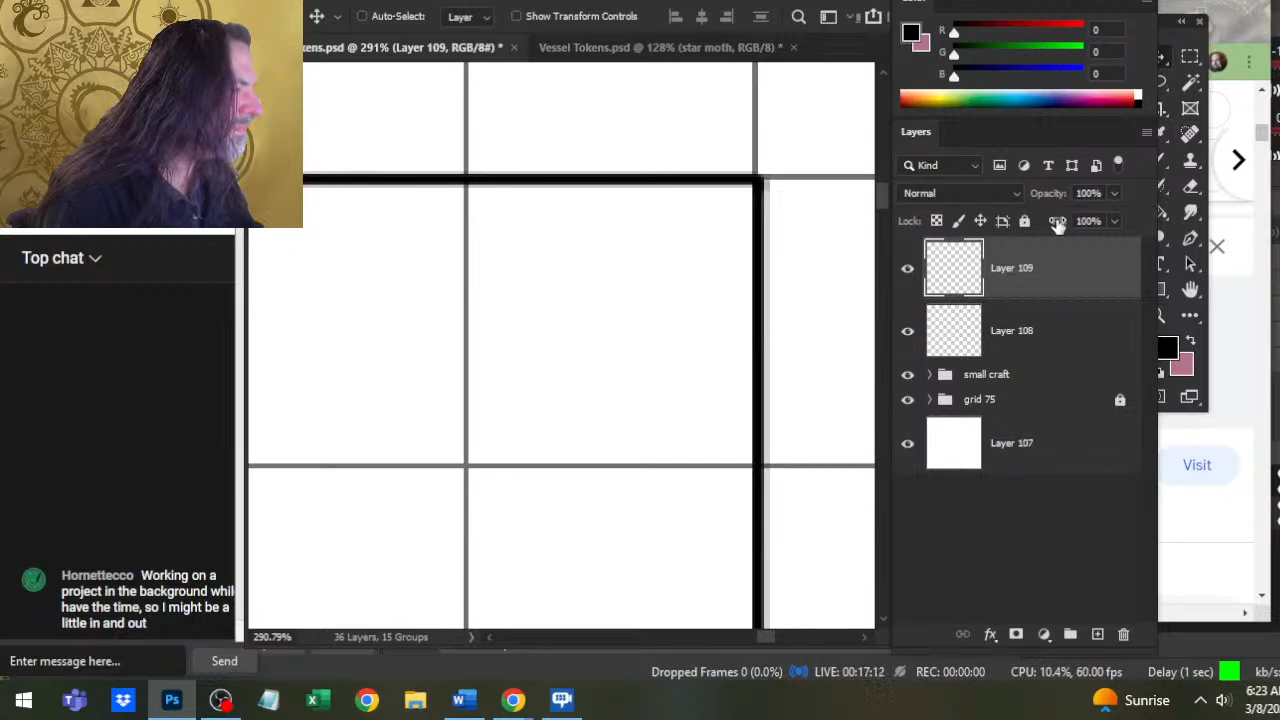 Auto-Select:
Layer
Show Transform Controls
R
0
kens.psd @ 291% (Layer 109, RGB/8#) *
×
Vessel Tokens.psd @ 128% (star moth, RGB/8) *
×
G
0
B
0
Layers
Kind
Normal
Opacity:
100%
Lock:
100%
Top chat
Layer 109
Layer 108
small craft
grid 75
Layer 107
Visit
Hornettecco Working on a
project in the background whil
have the time, so I might be a
little in and out
290.79%
36 Layers, 15 Groups
Enter message here...
Send
Dropped Frames 0 (0.0%)
LIVE: 00:17:12
REC: 00:00:00
CPU: 10.4%, 60.00 fps
Delay (1 sec)
kb/s
Sunrise
6:23 A
3/8/20